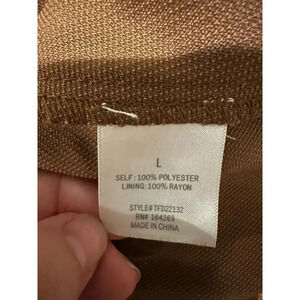 L
SELF: 100% POLYESTER
LINING: 100% RAYON
STYLE# TFD22132
RN# 164269
MADE IN CHINA